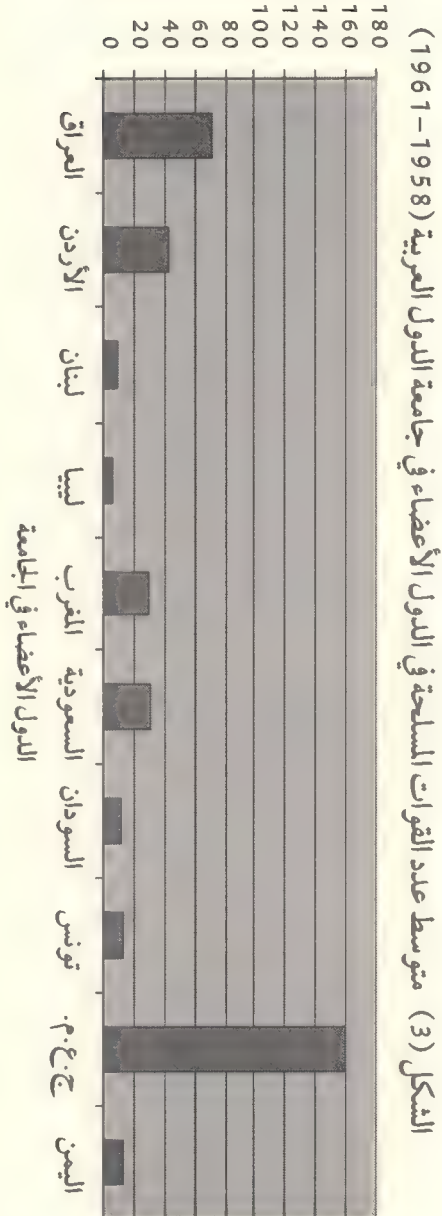 الشكل (3) متوسط عدد القوات المسلحة في الدول الأعضاء في جامعة الدول العربية (1958-1961)
180
160
140
120
100
80
60
40
20
0
العراق
الأردن
لبنان
ليبيا
المغرب
السعودية
السودان
تونس
ج.ع.م.
اليمن
الدول الأعضاء في الجامعة